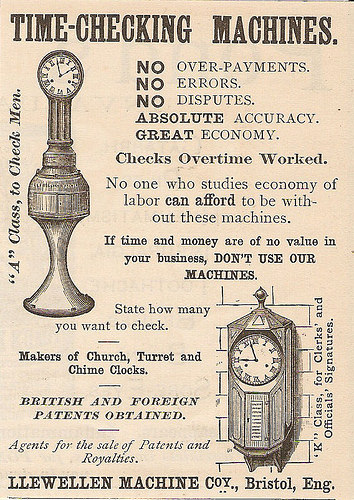 TIME-CHECKING MACHINES.
"A" Class, to Check Men.
NO OVER-PAYMENTS.
NO ERRORS.
NO DISPUTES.
ABSOLUTE ACCURACY.
GREAT ECONOMY.
Checks Overtime Worked.
No one who studies economy of
labor can afford to be with-
out these machines.
If time and money are of no value in
your business, DON'T USE OUR
MACHINES.
State how many
you want to check.
Makers of Church, Turret and
Chime Clocks.
BRITISH AND FOREIGN
PATENTS OBTAINED.
Agents for the sale of Patents and
Royalties.
"K" Class, for Clerks' and
Officials' Signatures.
LLEWELLEN MACHINE COY., Bristol, Eng.